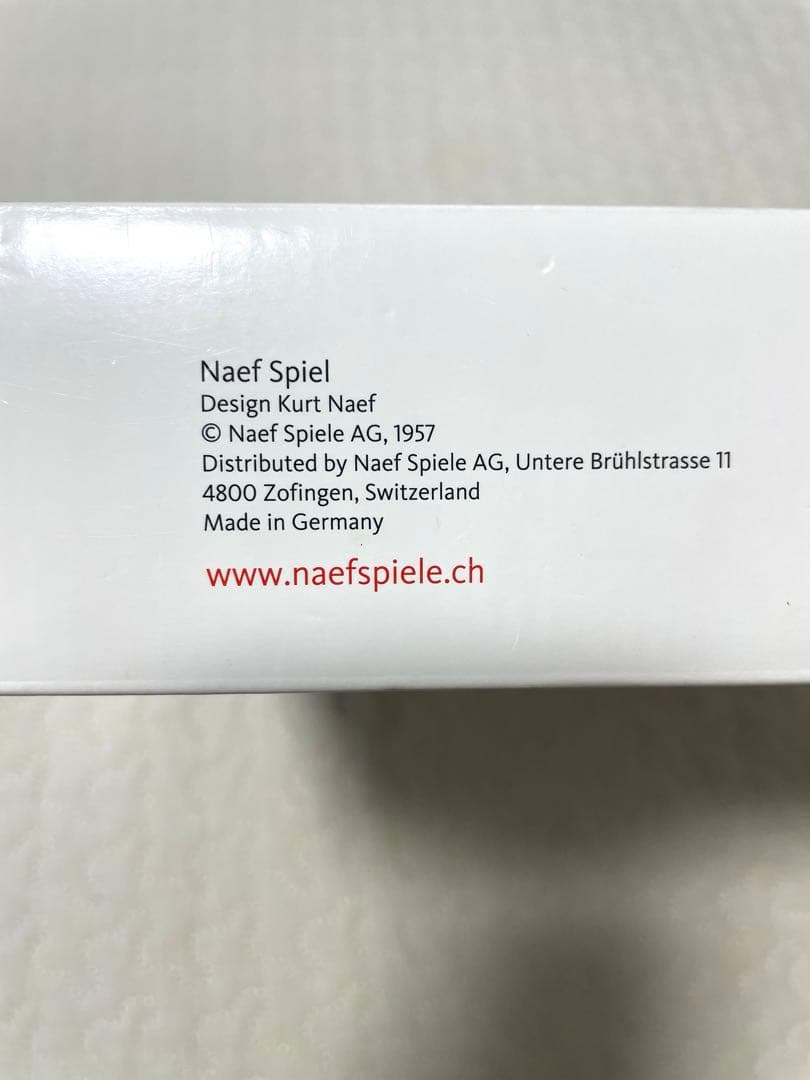 Naef Spiel
Design Kurt Naef
© Naef Spiele AG, 1957
Distributed by Naef Spiele AG, Untere Brühlstrasse 11
4800 Zofingen, Switzerland
Made in Germany
www.naefspiele.ch